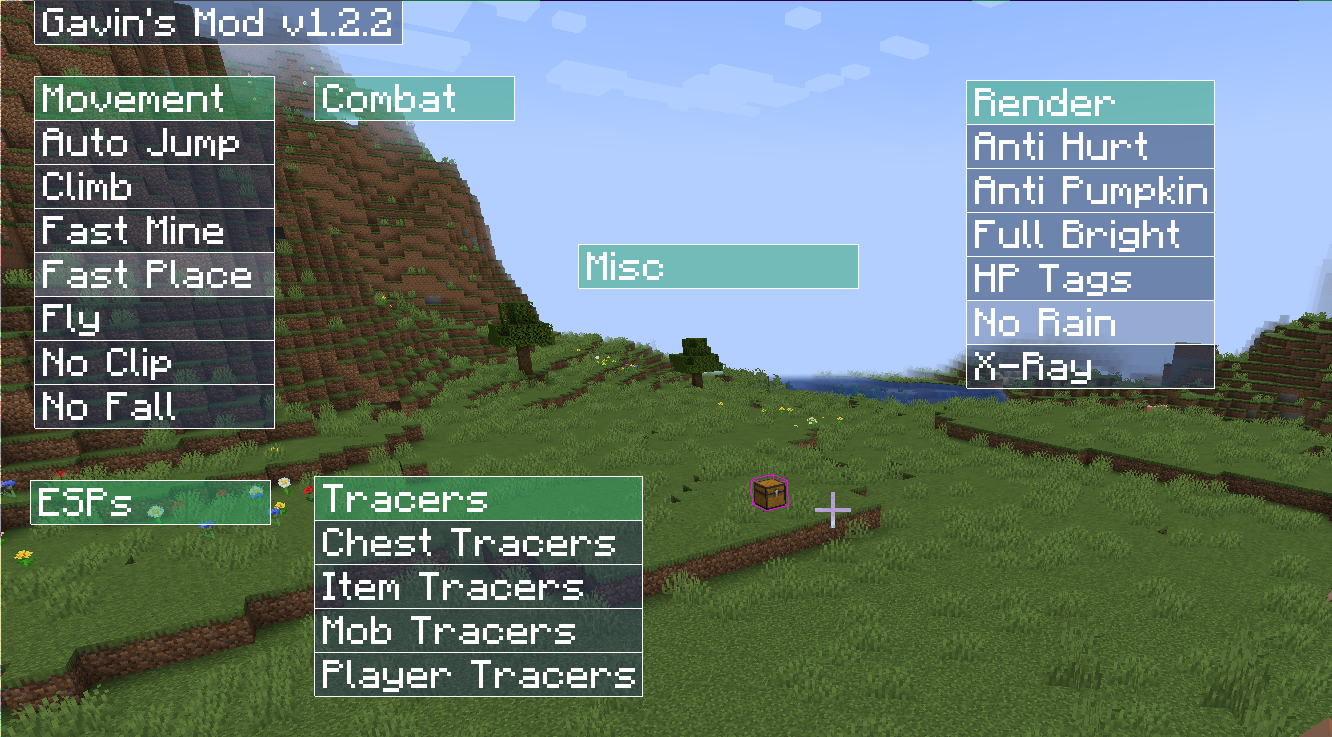 Gavin's Mod v1.2.2
Movement
Auto Jump
Climb
Fast Mine
Fast Place
Fly
No Clip
No Fall
Combat
Misc
Render
Anti Hurt
Anti Pumpkin
Full Bright
HP Tags
No Rain
X-Ray
ESPs
Tracers
Chest Tracers
Item Tracers
Mob Tracers
Player Tracers